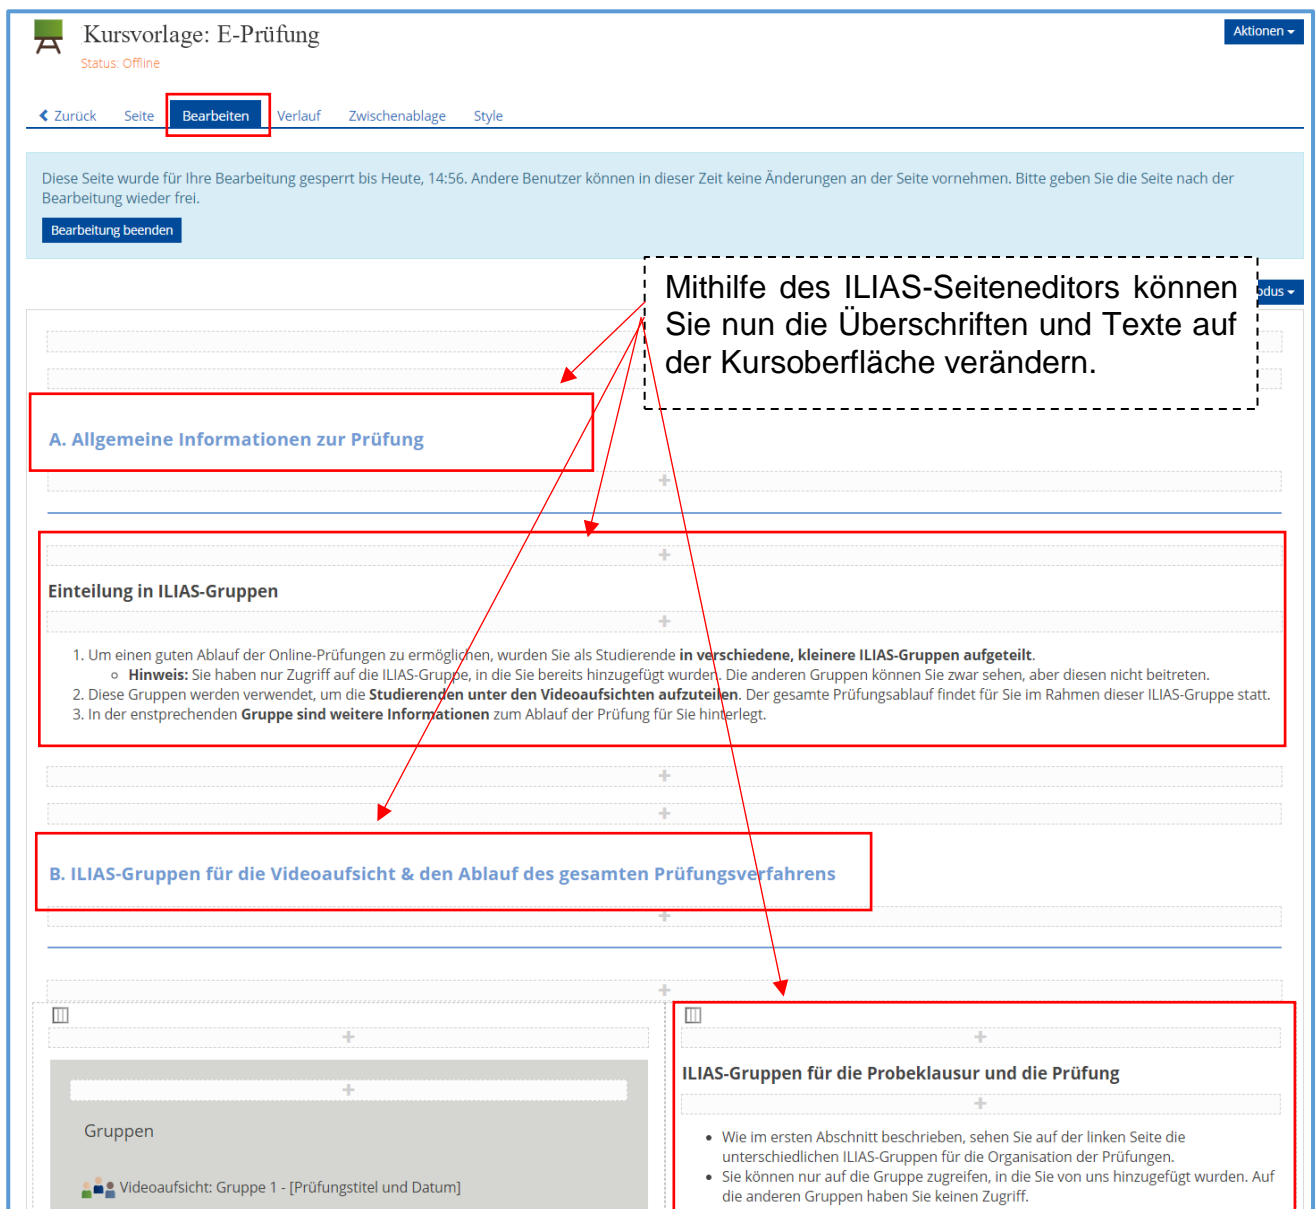 Kursvorlage: E-Prüfung
Aktionen
Status: Offline
Zurück Seite Bearbeiten Verlauf Zwischenablage Style
Diese Seite wurde für Ihre Bearbeitung gesperrt bis Heute, 14:56. Andere Benutzer können in dieser Zeit keine Änderungen an der Seite vornehmen. Bitte geben Sie die Seite nach der
Bearbeitung wieder frei.
Bearbeitung beenden
Mithilfe des ILIAS-Seiteneditors können
Sie nun die Überschriften und Texte auf
der Kursoberfläche verändern.
odus
A. Allgemeine Informationen zur Prüfung
Einteilung in ILIAS-Gruppen
1. Um einen guten Ablauf der Online-Prüfungen zu ermöglichen, wurden Sie als Studierende in verschiedene, kleinere ILIAS-Gruppen aufgeteilt.
Hinweis: Sie haben nur Zugriff auf die ILIAS-Gruppe, in die Sie bereits hinzugefügt wurden. Die anderen Gruppen können Sie zwar sehen, aber diesen nicht beitreten.
2. Diese Gruppen werden verwendet, um die Studierenden unter den Videoaufsichten aufzuteilen. Der gesamte Prüfungsablauf findet für Sie im Rahmen dieser ILIAS-Gruppe statt.
3. In der enstprechenden Gruppe sind weitere Informationen zum Ablauf der Prüfung für Sie hinterlegt.
B. ILIAS-Gruppen für die Videoaufsicht & den Ablauf des gesamten Prüfungsverfahrens
Gruppen
Videoaufsicht: Gruppe 1 - [Prüfungstitel und Datum]
ILIAS-Gruppen für die Probeklausur und die Prüfung
• Wie im ersten Abschnitt beschrieben, sehen Sie auf der linken Seite die
unterschiedlichen ILIAS-Gruppen für die Organisation der Prüfungen.
• Sie können nur auf die Gruppe zugreifen, in die Sie von uns hinzugefügt wurden. Auf
die anderen Gruppen haben Sie keinen Zugriff.